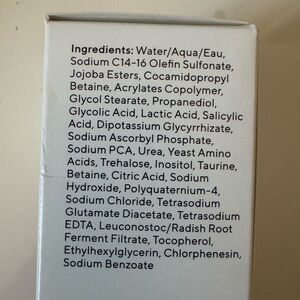 Ingredients: Water/Aqua/Eau,
Sodium C14-16 Olefin Sulfonate,
Jojoba Esters, Cocamidopropyl
Betaine, Acrylates Copolymer,
Glycol Stearate, Propanediol,
Glycolic Acid, Lactic Acid, Salicylic
Acid, Dipotassium Glycyrrhizate,
Sodium Ascorbyl Phosphate,
Sodium PCA, Urea, Yeast Amino
Acids, Trehalose, Inositol, Taurine,
Betaine, Citric Acid, Sodium
Hydroxide, Polyquaternium-4,
Sodium Chloride, Tetrasodium
Glutamate Diacetate, Tetrasodium
EDTA, Leuconostoc/Radish Root
Ferment Filtrate, Tocopherol,
Ethylhexylglycerin, Chlorphenesin,
Sodium Benzoate